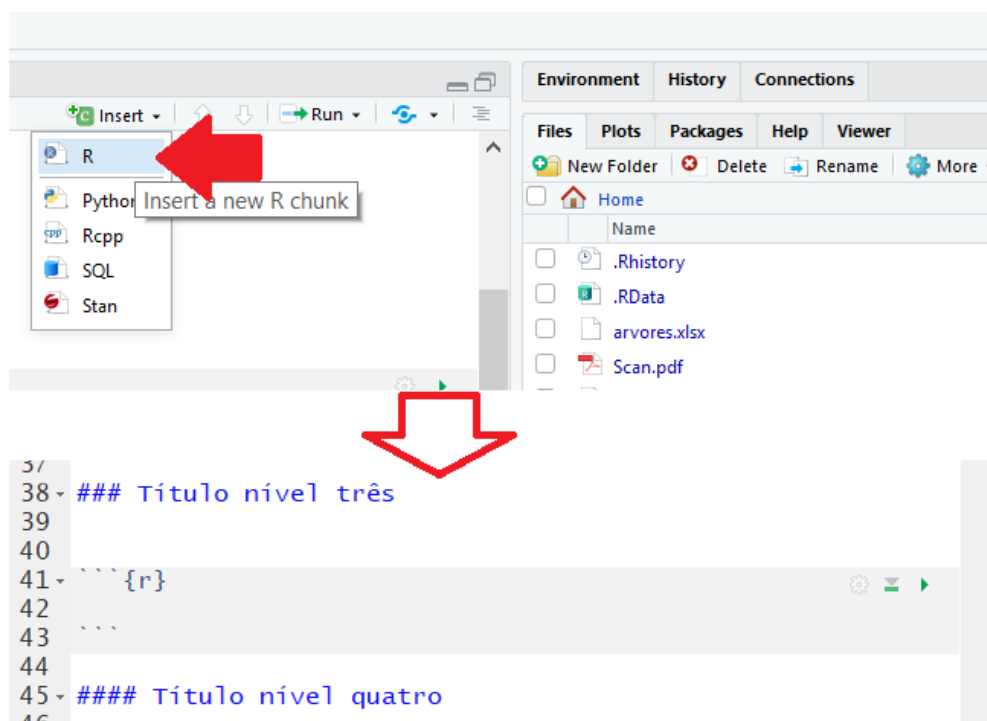 Environment History Connections
Insert Run
Files Plots Packages Help Viewer
R
New Folder Delete Rename More
Insert a new R chunk
Home
Python
Name
Rcpp
.Rhistory
SQL
.RData
Stan
arvores.xlsx
Scan.pdf
37
38 ### Título nível três
39
40
41 ```{r}
42
43 ```
44
45 #### Título nível quatro
46